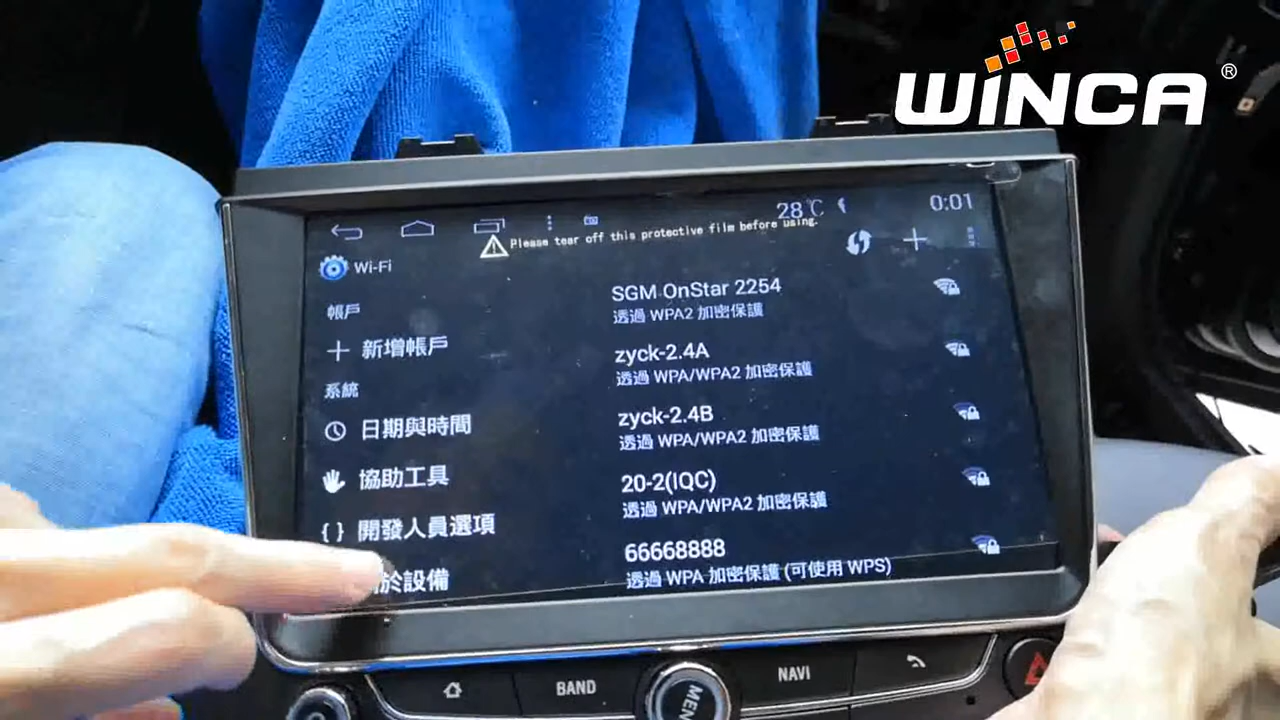 WINCA
®
28℃
0:01
Please tear off this protective film before using.
Wi-Fi
帳戶
新增帳戶
系統
日期與時間
協助工具
{ } 開發人員選項
於設備
SGM OnStar 2254
透過 WPA2 加密保護
zyck-2.4A
透過 WPA/WPA2 加密保護
zyck-2.4B
透過 WPA/WPA2 加密保護
20-2(IQC)
透過 WPA/WPA2 加密保護
66668888
透過 WPA 加密保護 (可使用 WPS)
BAND
MEN
NAVI